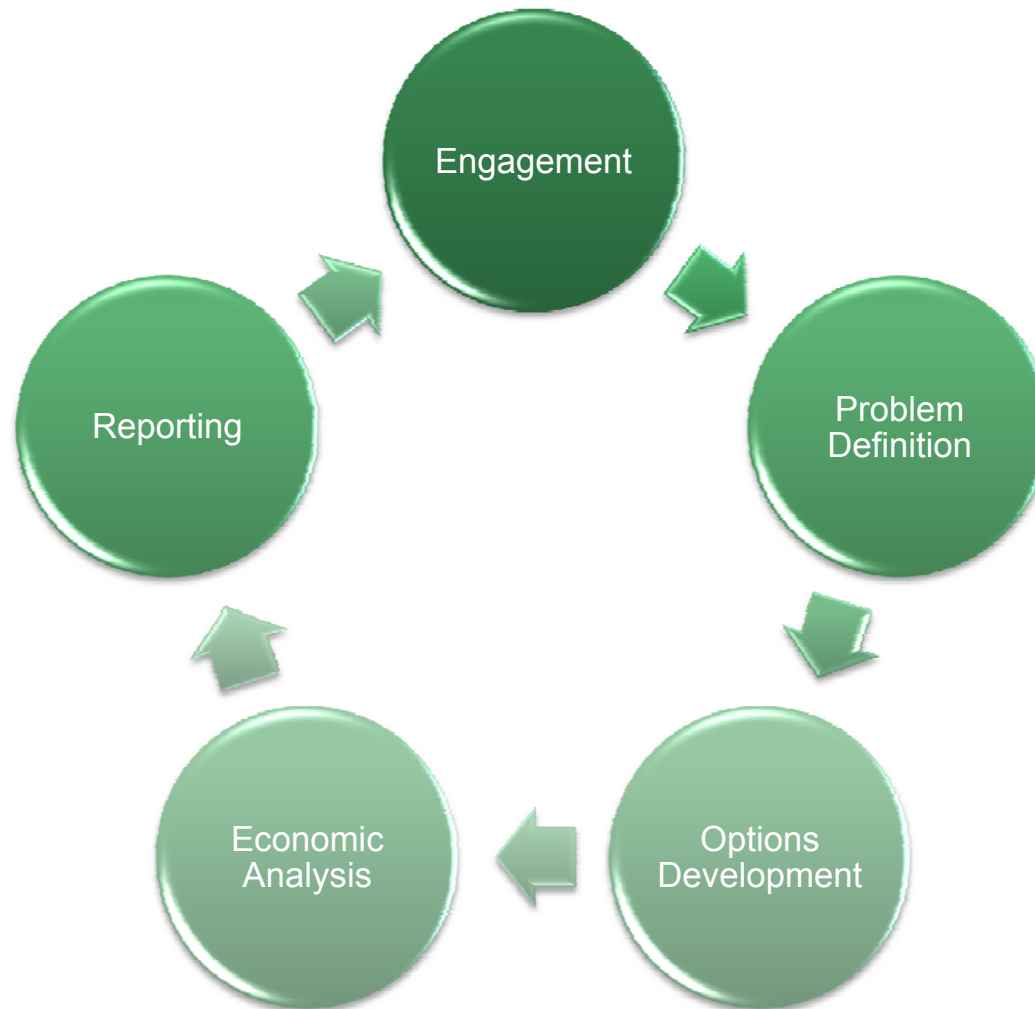 Engagement
Problem
Definition
Options
Development
Economic
Analysis
Reporting